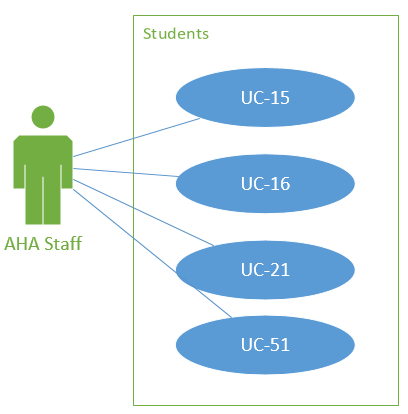 Students
UC-15
UC-16
AHA Staff
UC-21
UC-51